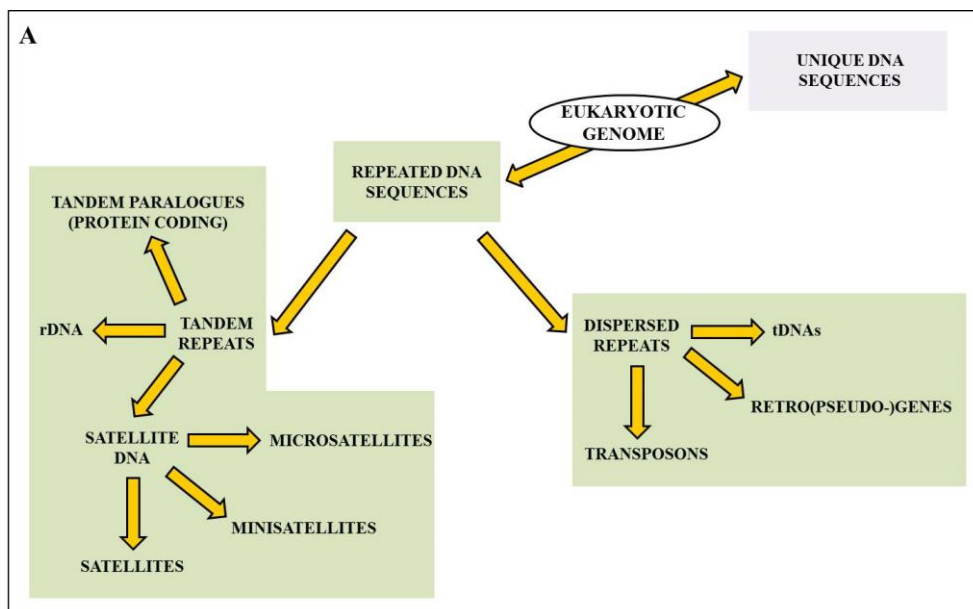 A
UNIQUE DNA
SEQUENCES
EUKARYOTIC
GENOME
REPEATED DNA
SEQUENCES
TANDEM PARALOGUES
(PROTEIN CODING)
rDNA
TANDEM
REPEATS
DISPERSED
REPEATS
tDNAs
RETRO(PSEUDO-)GENES
TRANSPOSONS
SATELLITE
DNA
MICROSATELLITES
MINISATELLITES
SATELLITES